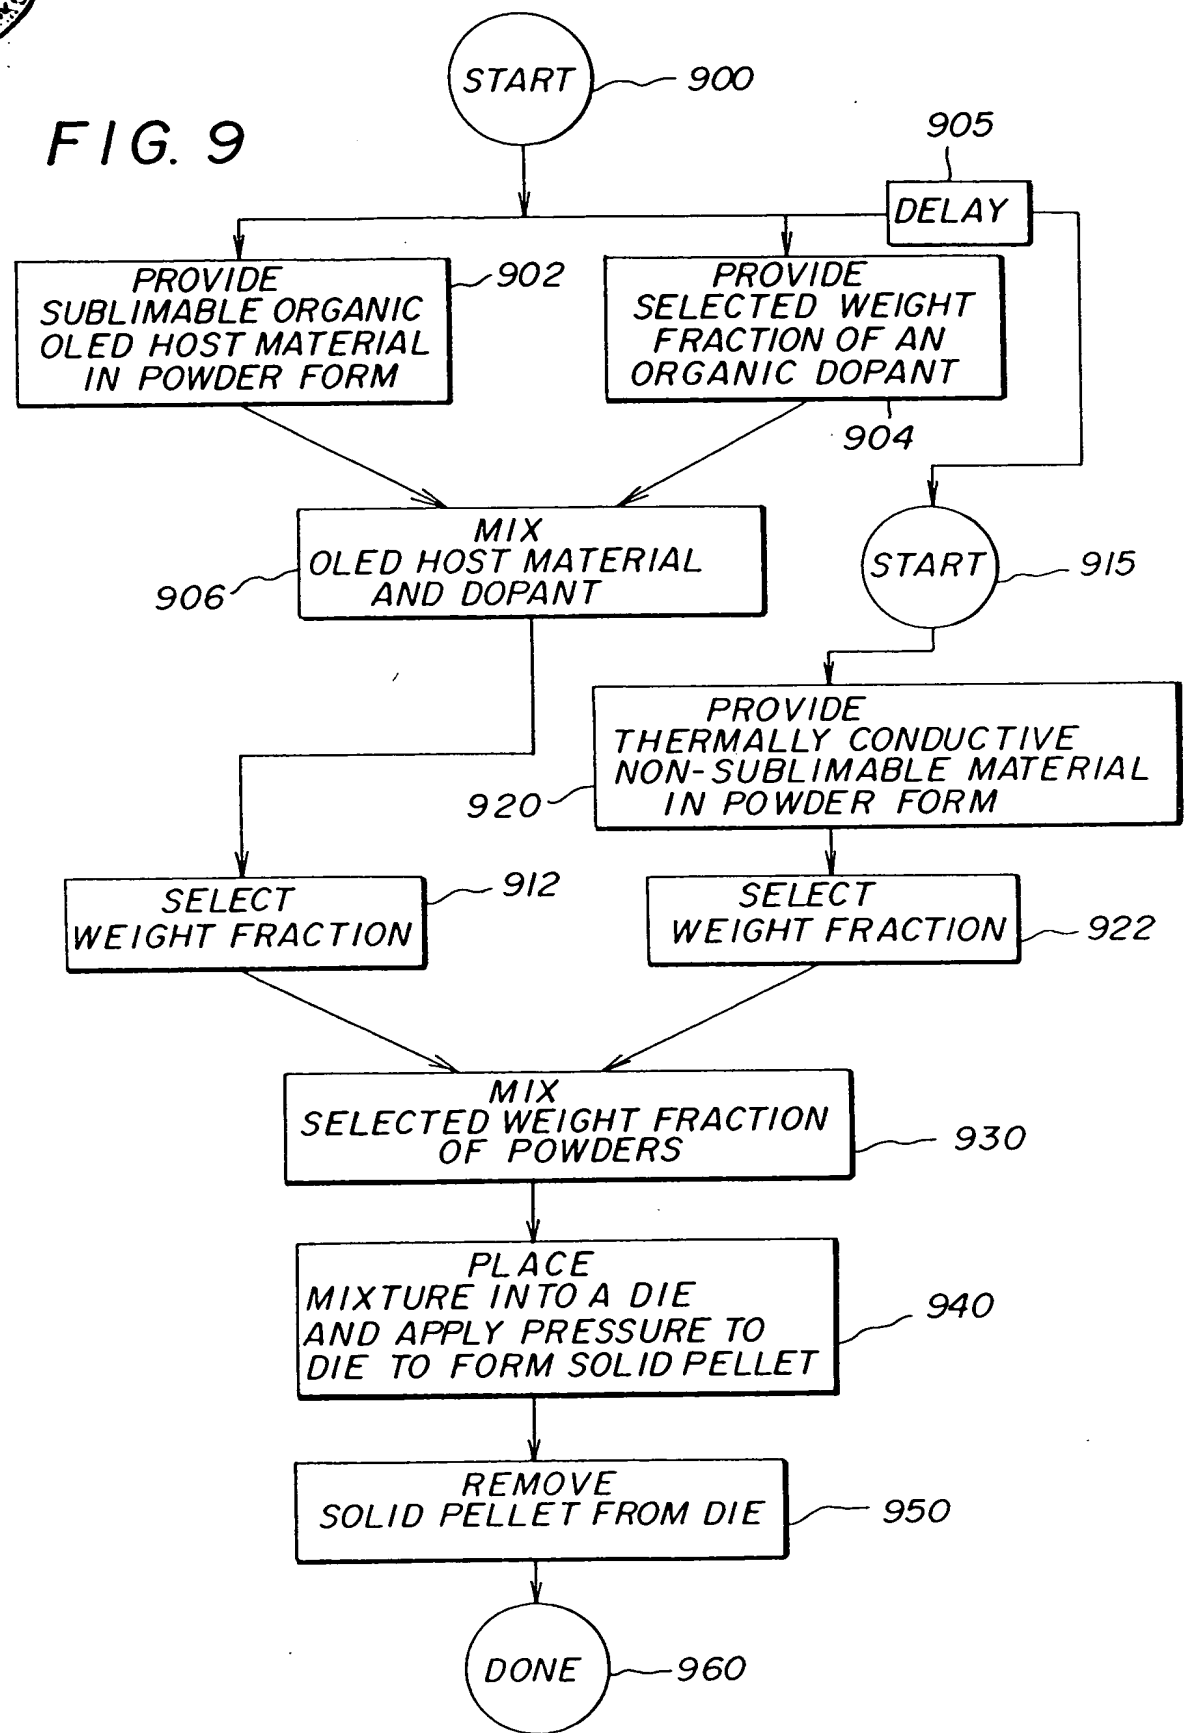 START
900
FIG. 9
905
DELAY
PROVIDE
SUBLIMABLE ORGANIC
OLED HOST MATERIAL
IN POWDER FORM
902
PROVIDE
SELECTED WEIGHT
FRACTION OF AN
ORGANIC DOPANT
904
MIX
OLED HOST MATERIAL
AND DOPANT
906
START
915
PROVIDE
THERMALLY CONDUCTIVE
NON-SUBLIMABLE MATERIAL
IN POWDER FORM
920
SELECT
WEIGHT FRACTION
912
SELECT
WEIGHT FRACTION
922
MIX
SELECTED WEIGHT FRACTION
OF POWDERS
930
PLACE
MIXTURE INTO A DIE
AND APPLY PRESSURE TO
DIE TO FORM SOLID PELLET
940
REMOVE
SOLID PELLET FROM DIE
950
DONE
960